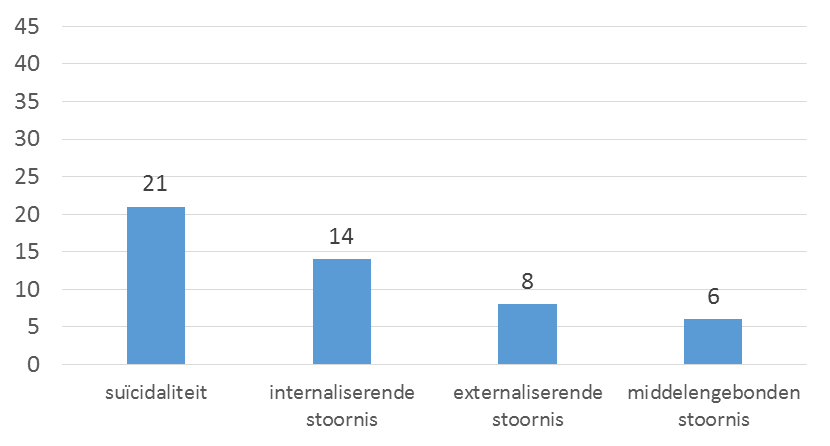 45
40
35
30
25
20
15
10
5
0
21
14
8
6
suïcidaliteit
internaliserende
stoornis
externaliserende
stoornis
middelengebonden
stoornis